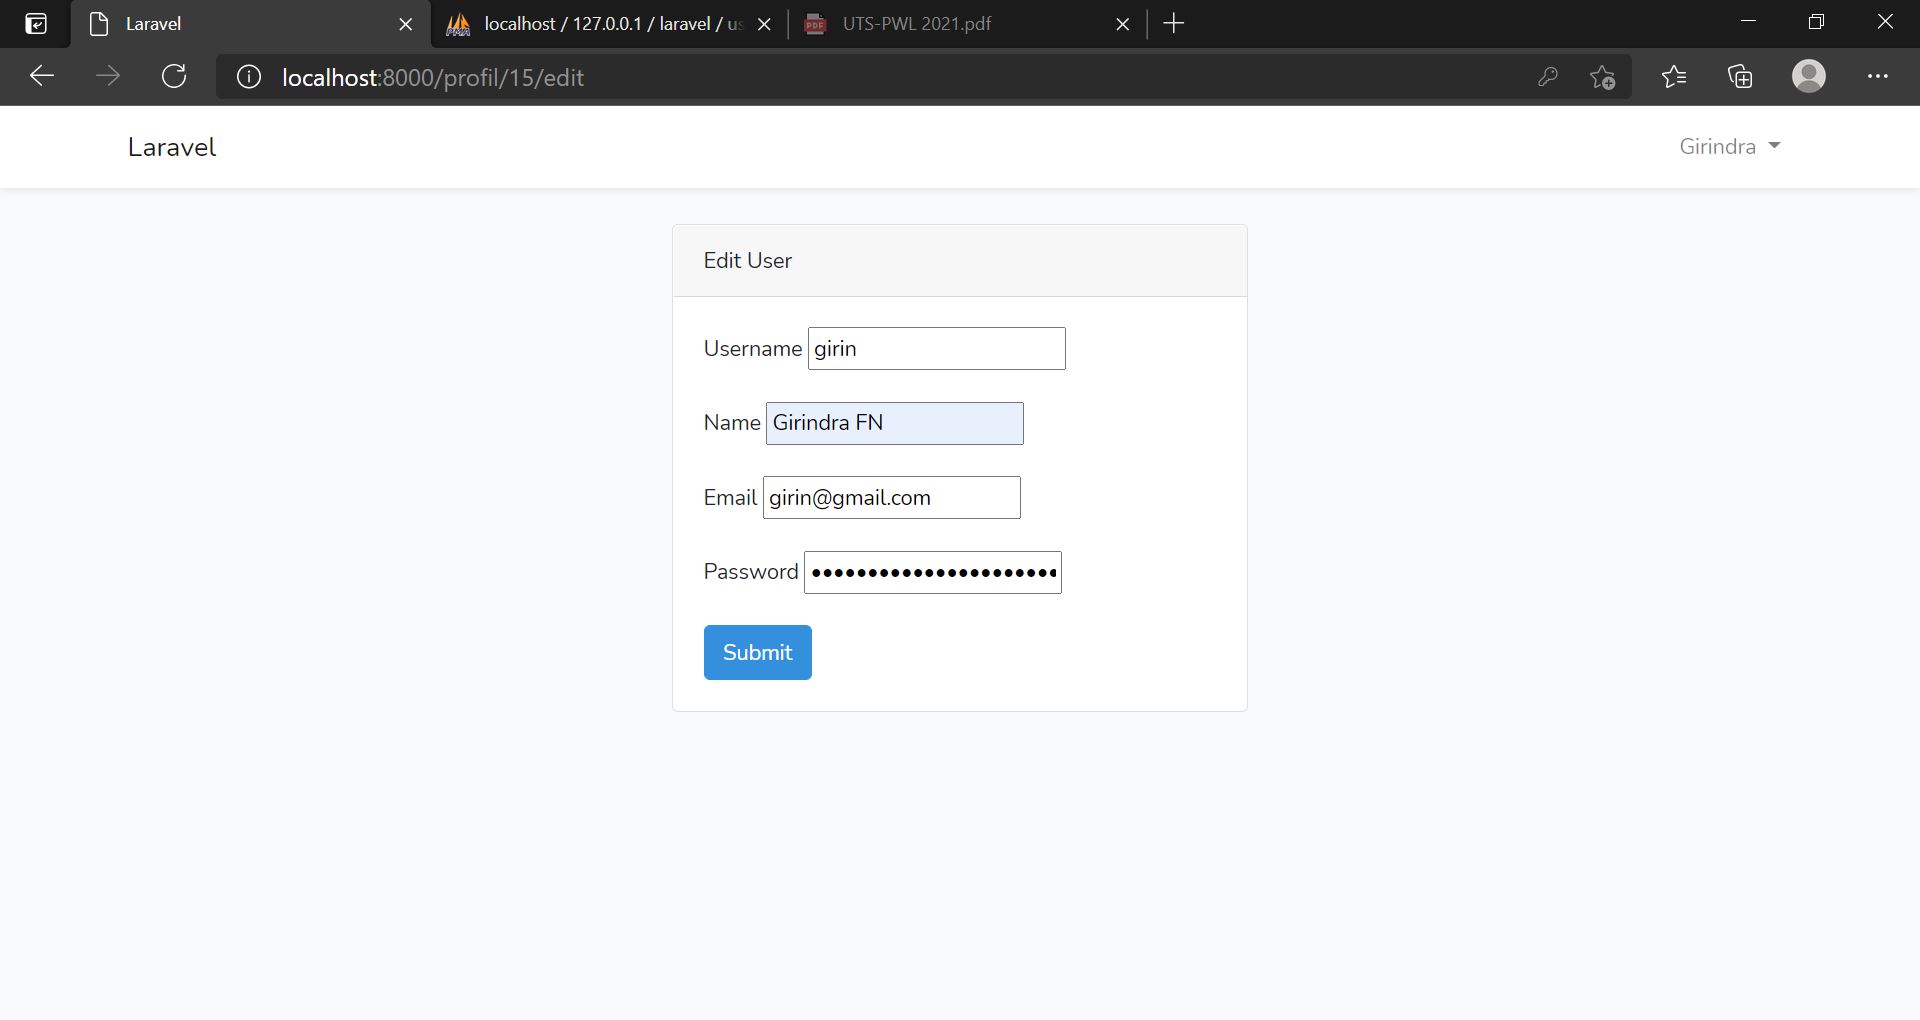 Laravel
localhost / 127.0.0.1 / laravel / us
PDF UTS-PWL 2021.pdf
localhost:8000/profil/15/edit
Laravel
Girindra
Edit User
Username girin
Name Girindra FN
Email girin@gmail.com
Password ••••••••••••••••••••••
Submit